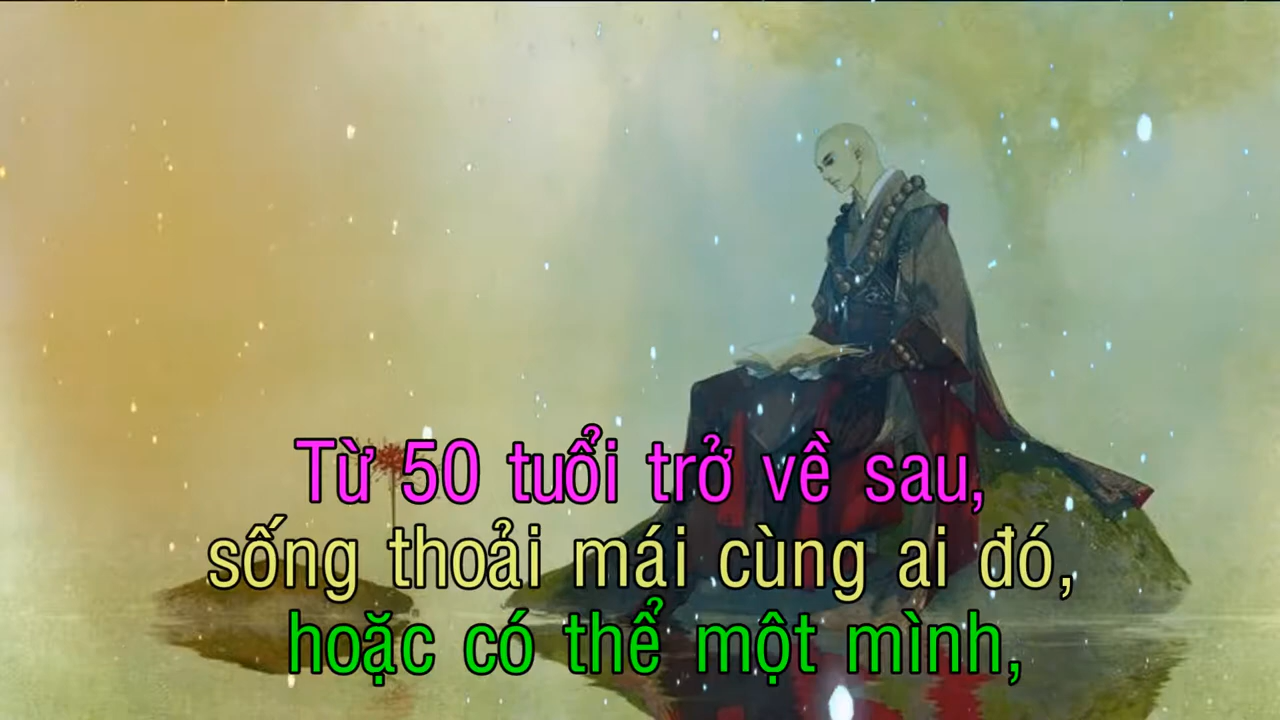 Từ 50 tuổi trở về sau,
sống thoải mái cùng ai đó,
hoặc có thể một mình,